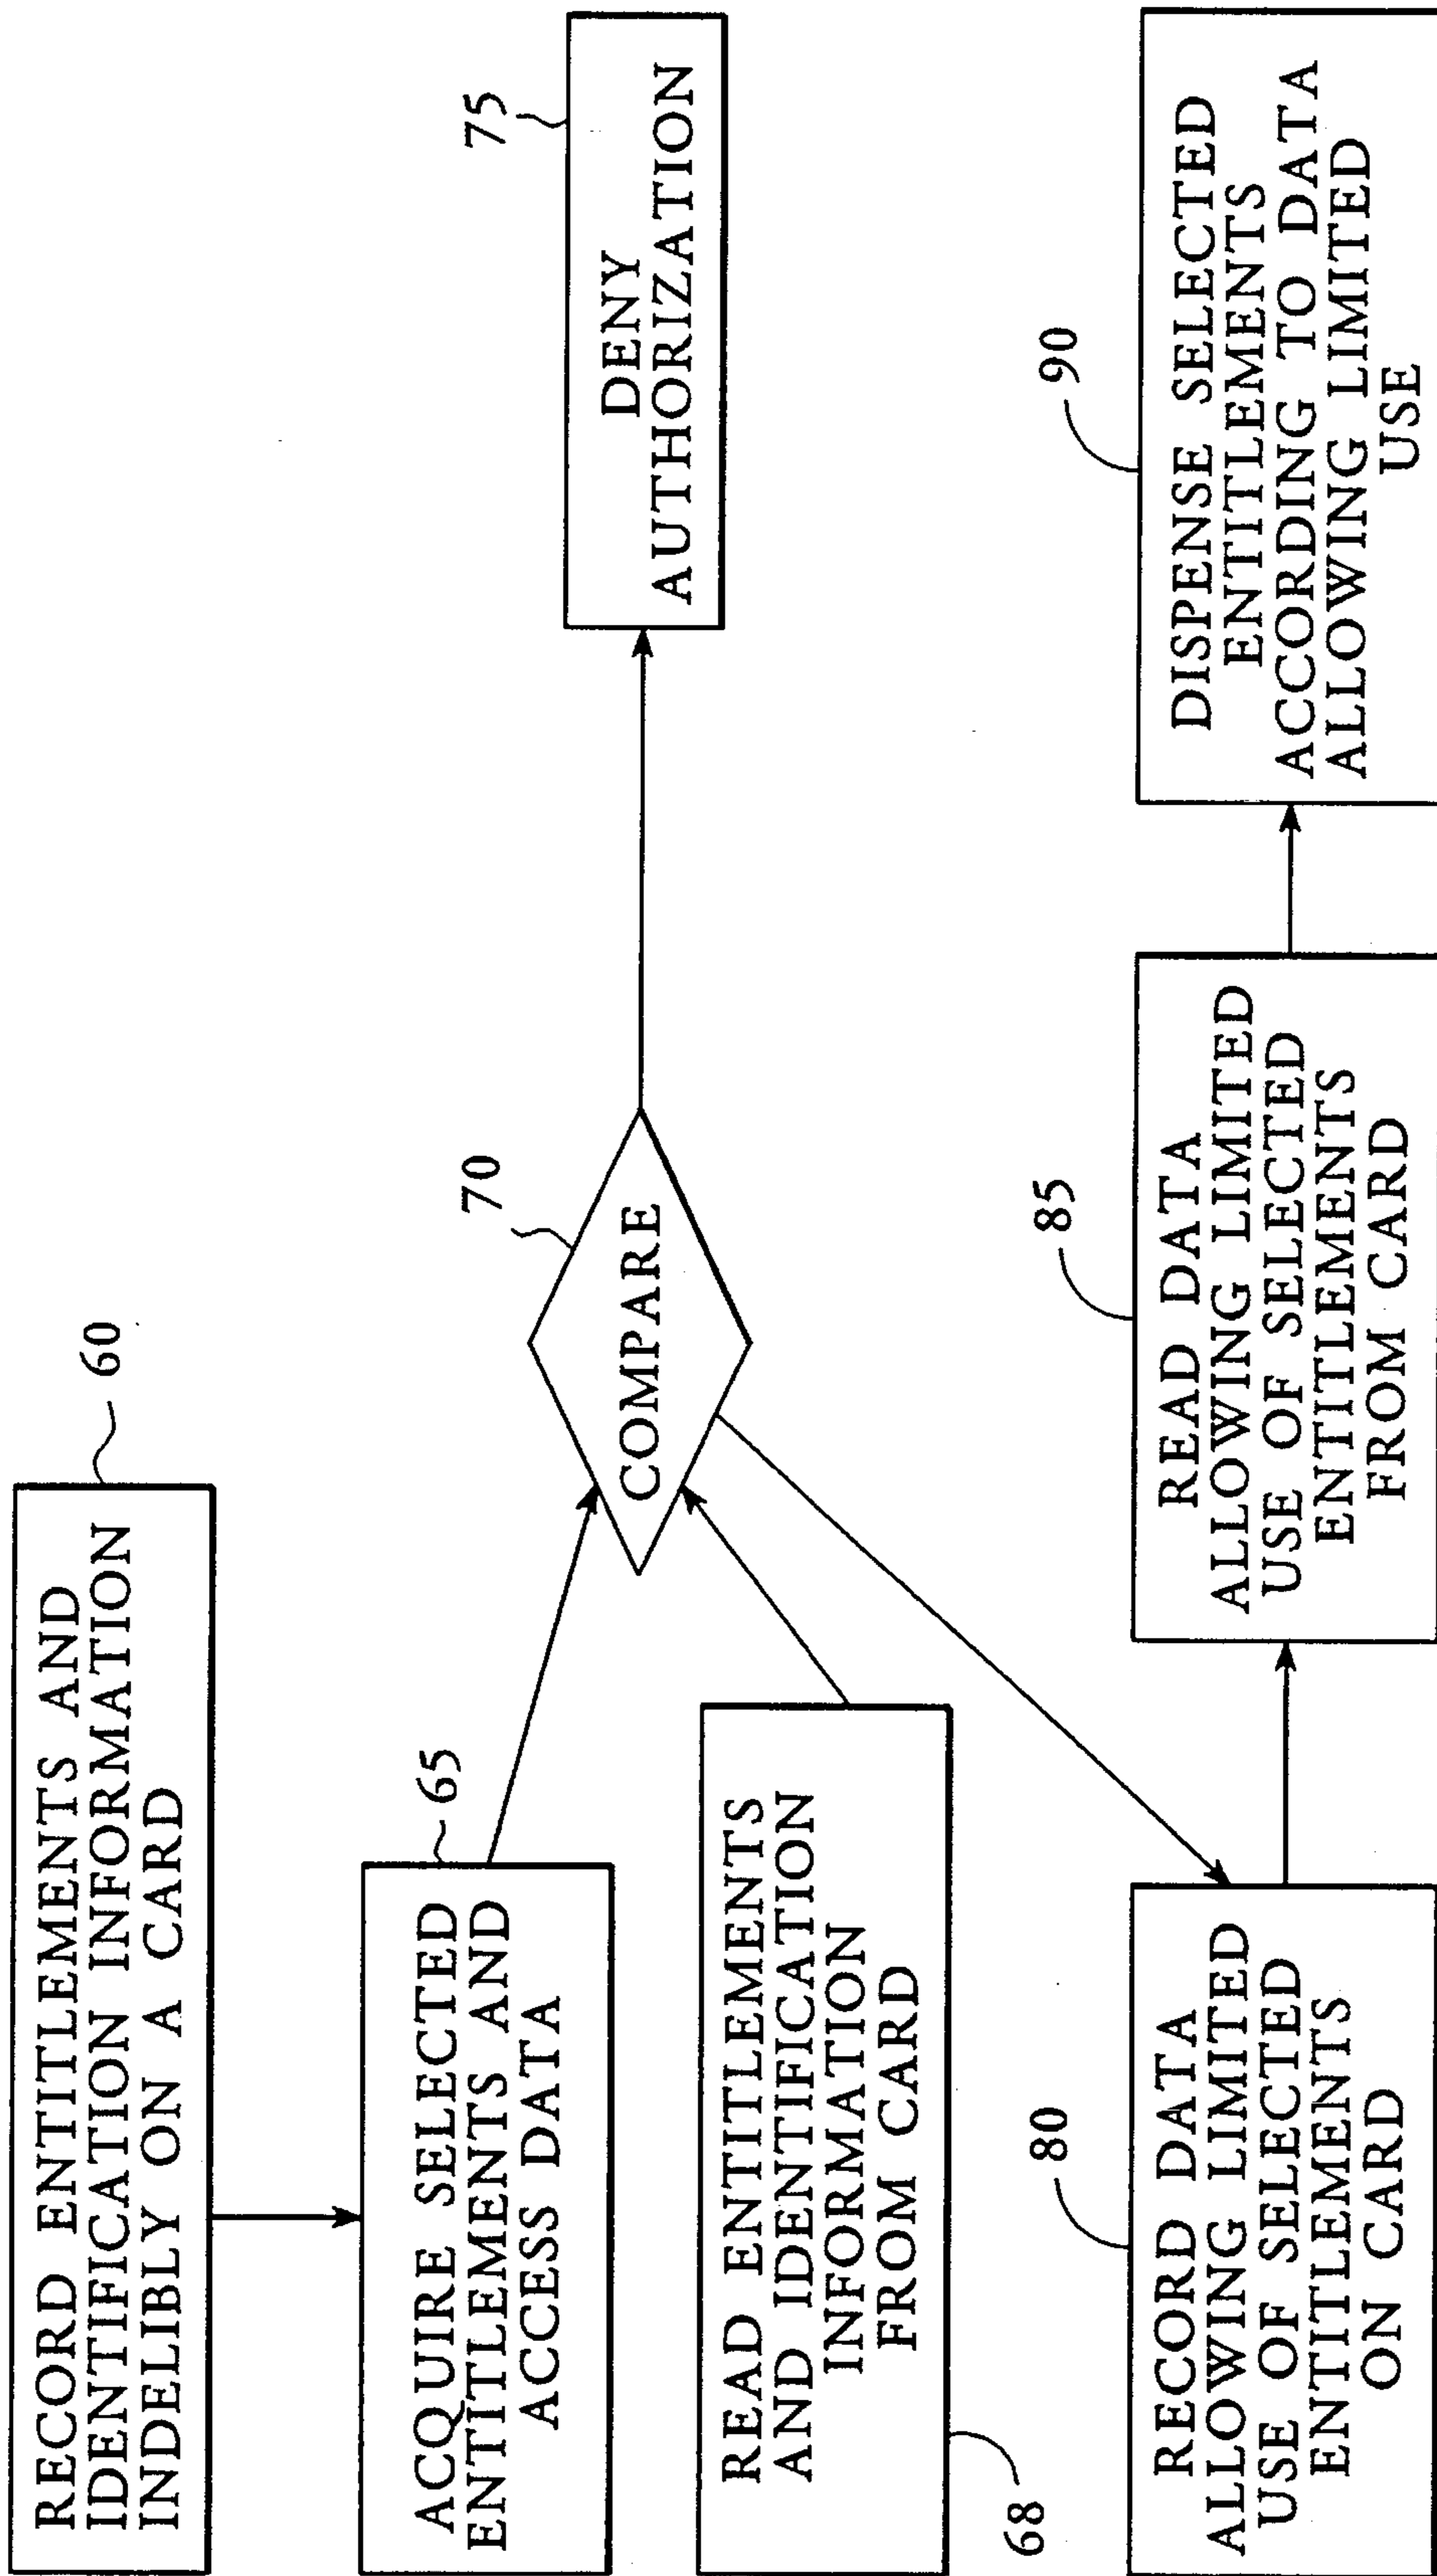 RECORD ENTITLEMENTS AND
IDENTIFICATION INFORMATION
INDELIBLY ON A CARD
60
ACQUIRE SELECTED
ENTITLEMENTS AND
ACCESS DATA
65
READ ENTITLEMENTS
AND IDENTIFICATION
INFORMATION
FROM CARD
68
COMPARE
70
DENY
AUTHORIZATION
75
RECORD DATA
ALLOWING LIMITED
USE OF SELECTED
ENTITLEMENTS
ON CARD
80
READ DATA
ALLOWING LIMITED
USE OF SELECTED
ENTITLEMENTS
FROM CARD
85
DISPENSE SELECTED
ENTITLEMENTS
ACCORDING TO DATA
ALLOWING LIMITED
USE
90